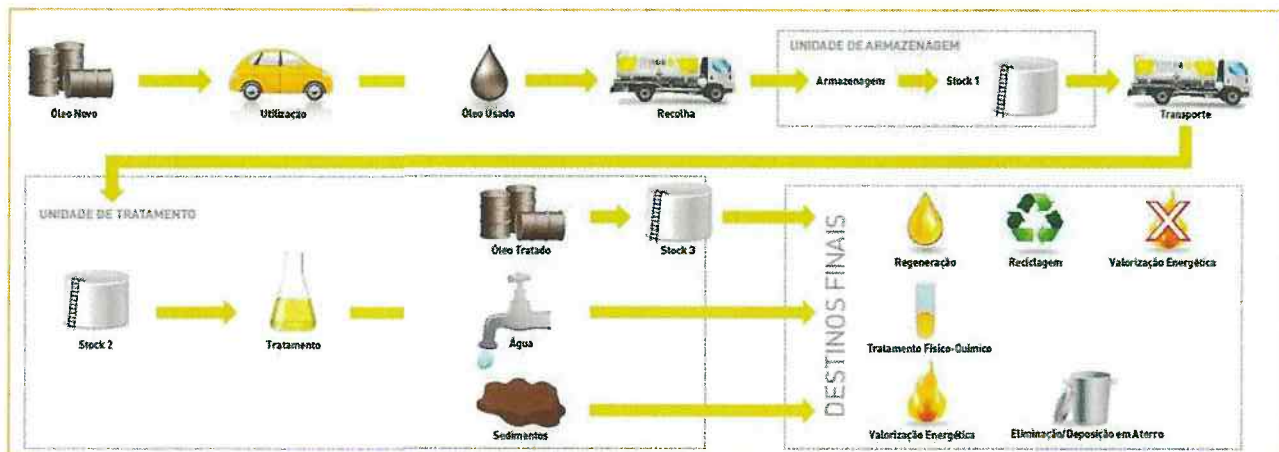 UNIDADE DE ARMAZENAGEM
Óleo Novo
Utilização
Óleo Usado
Recolha
Armazenagem
Stock 1
Transporte
UNIDADE DE TRATAMENTO
Óleo Tratado
Stock 3
Stock 2
Tratamento
Água
Sedimentos
DESTINOS FINAIS
Regeneração
Reciclagem
Valorização Energética
Tratamento Físico-Químico
Valorização Energética
Eliminação/Deposição em Aterro